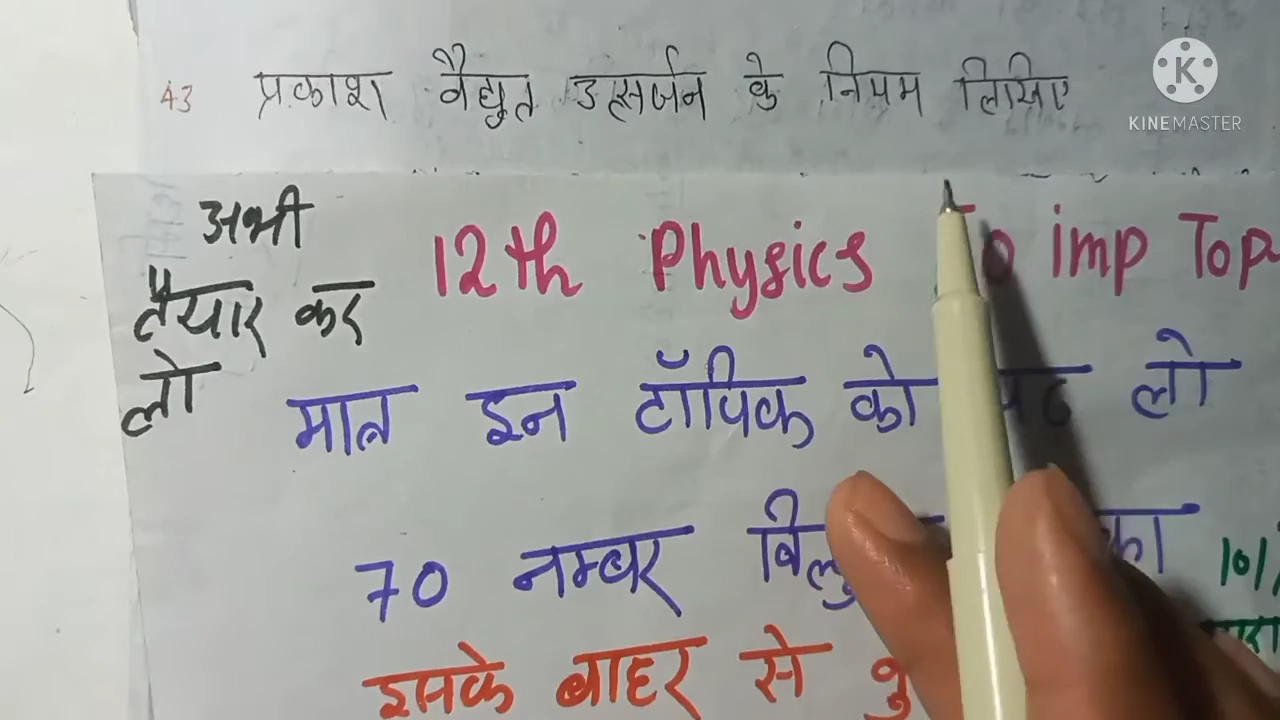 43 प्रकाश वैद्युत उत्सर्जन के नियम लिखिए
KINEMASTER
अभी
तैयार कर
लो
12th Physics imp Top
मात्र इन टॉपिक को लो
70 नम्बर
10/
इसके बाहर से